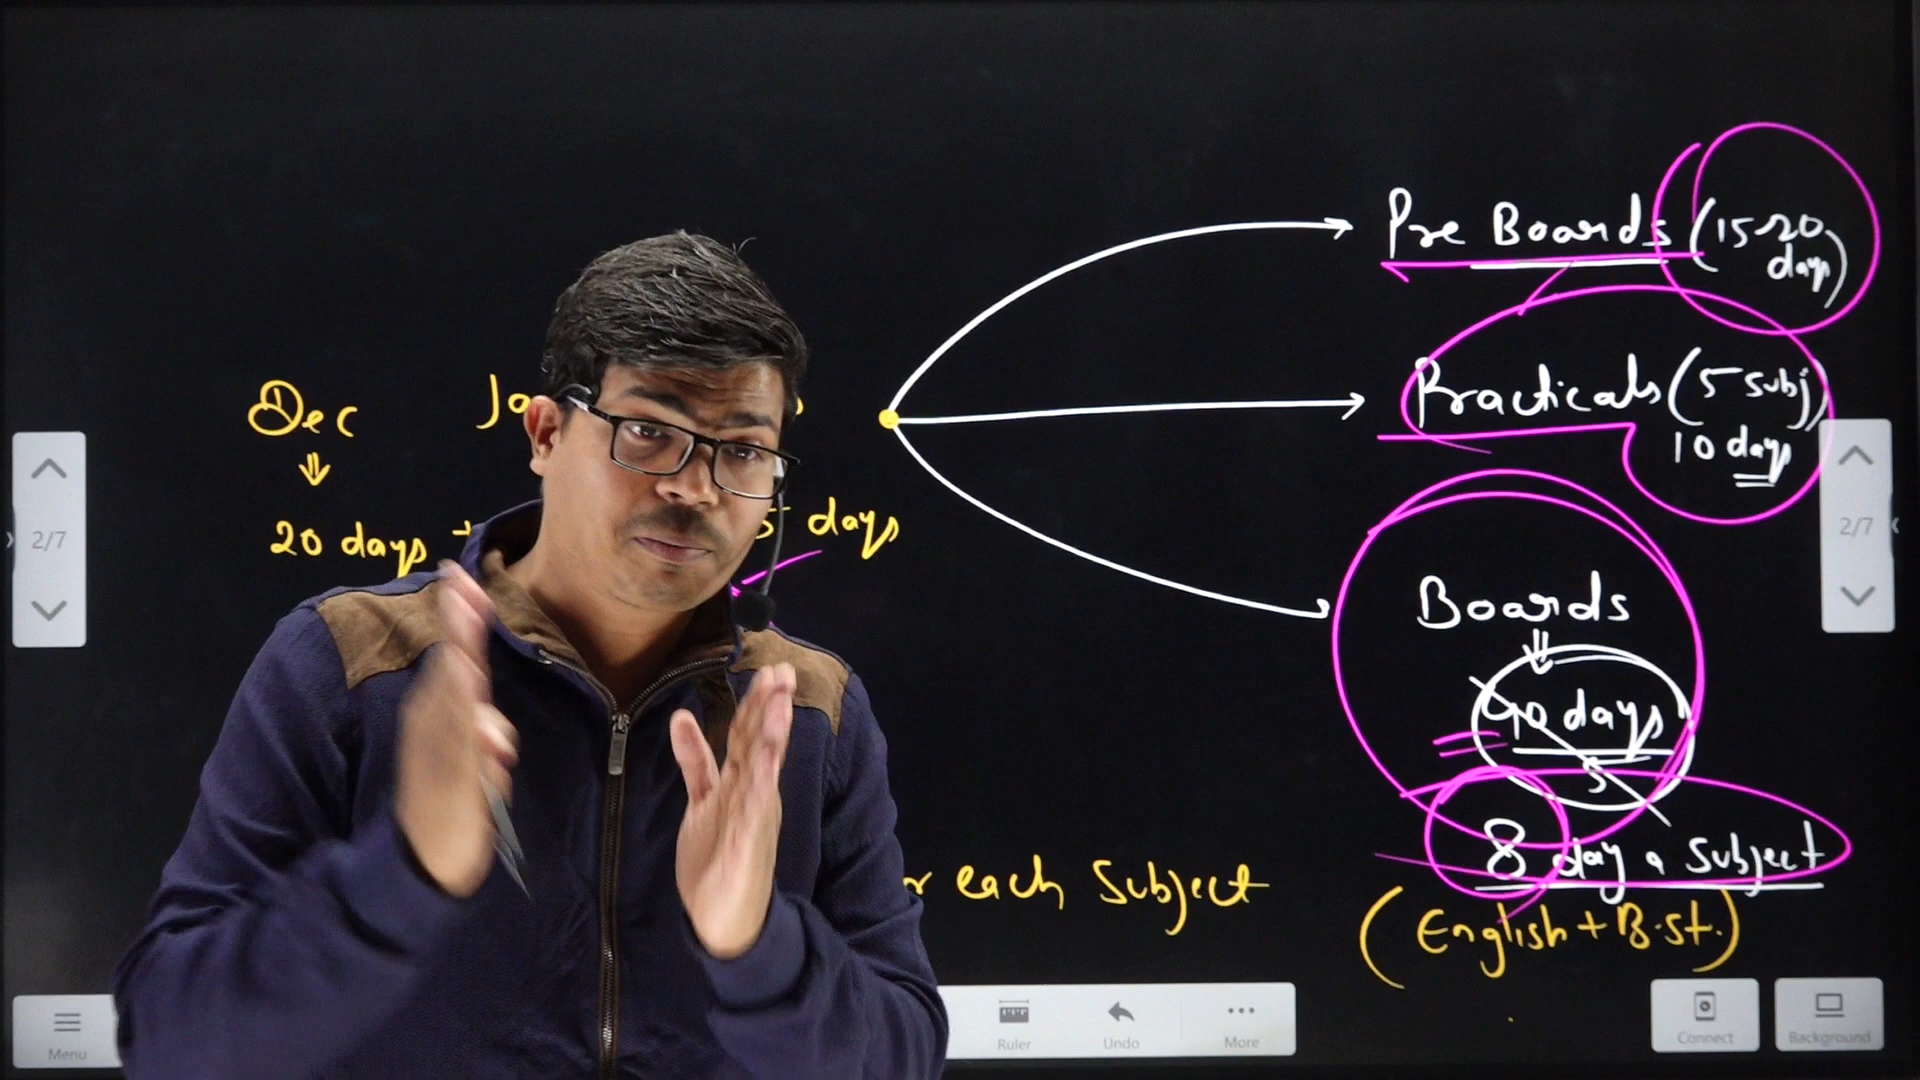 Pre Boards (15-20
days)
Practicals (5 subj)
10 days
Dec
20 days +
5 days
Boards
40 days
5
8 day a Subject
each Subject
(English + B.st.)
2/7
2/7
Menu
Ruler
Undo
More
Connect
Background